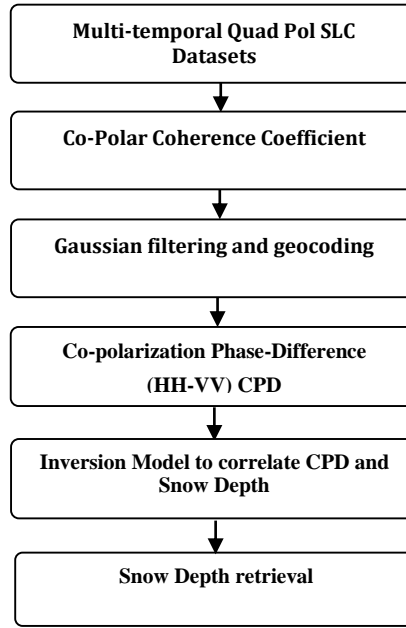 Multi-temporal Quad Pol SLC
Datasets
Co-Polar Coherence Coefficient
Gaussian filtering and geocoding
Co-polarization Phase-Difference
(HH-VV) CPD
Inversion Model to correlate CPD and
Snow Depth
Snow Depth retrieval